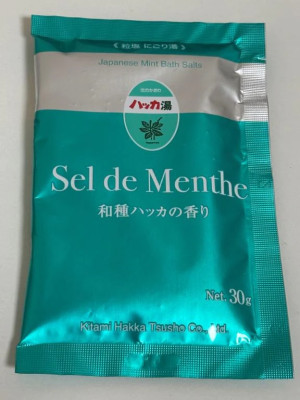 《 粒塩 にごり湯 》
Japanese Mint Bath Salts
ハッカ湯
Sel de Menthe
和種ハッカの香り
Net. 30g
Kitami Hakka Tsusho Co., Ltd.